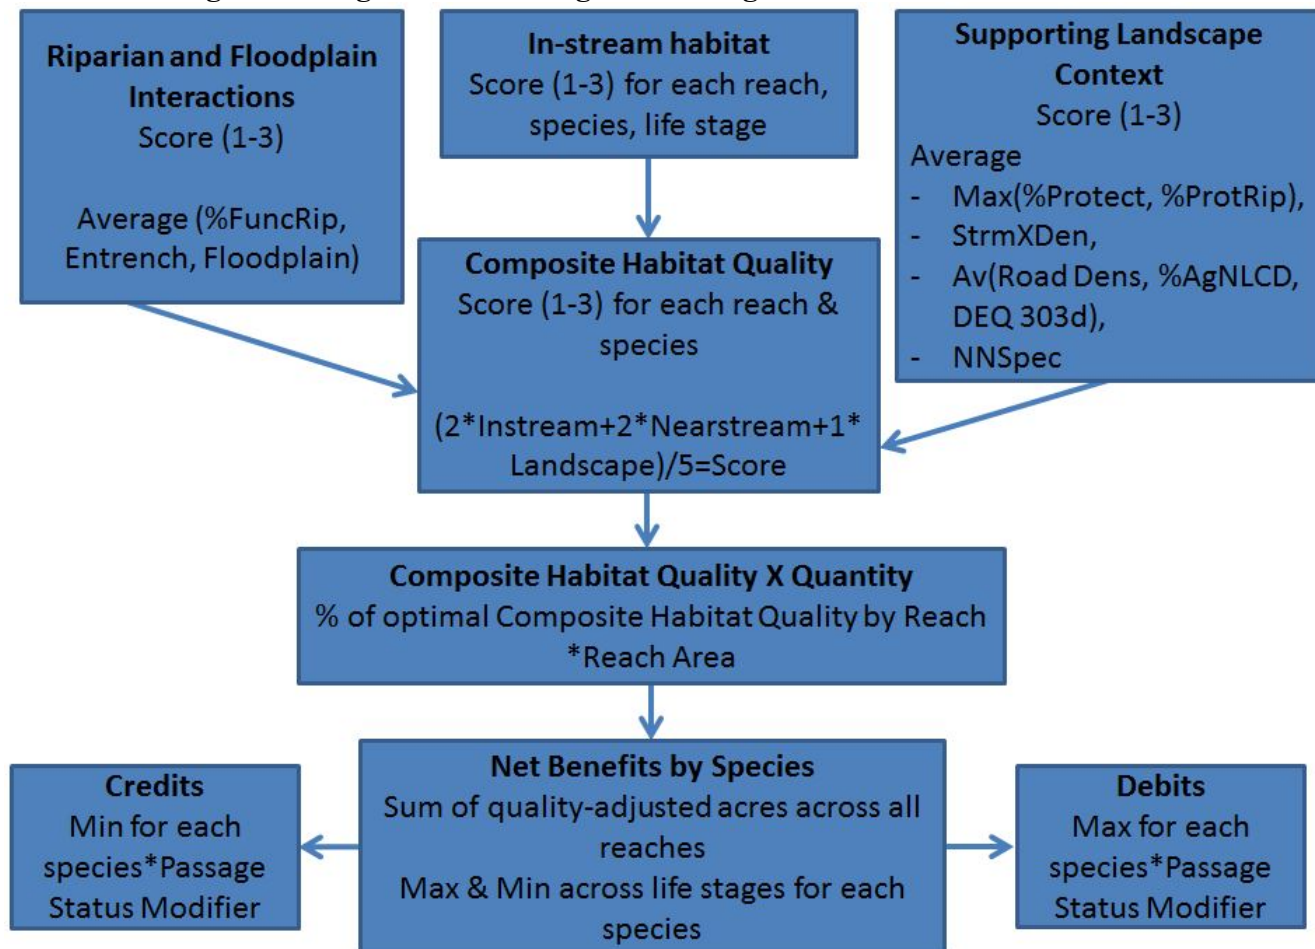 Riparian and Floodplain
Interactions
Score (1-3)
Average (%FuncRip,
Entrench, Floodplain)
In-stream habitat
Score (1-3) for each reach,
species, life stage
Supporting Landscape
Context
Score (1-3)
Average
- Max(%Protect, %ProtRip),
- StrmXDen,
- Av(Road Dens, %AgNLCD,
DEQ 303d),
- NNSpec
Composite Habitat Quality
Score (1-3) for each reach &
species
(2*Instream+2*Nearstream+1*
Landscape)/5=Score
Composite Habitat Quality X Quantity
% of optimal Composite Habitat Quality by Reach
*Reach Area
Net Benefits by Species
Sum of quality-adjusted acres across all
reaches
Max & Min across life stages for each
species
Credits
Min for each
species*Passage
Status Modifier
Debits
Max for each
species*Passage
Status Modifier